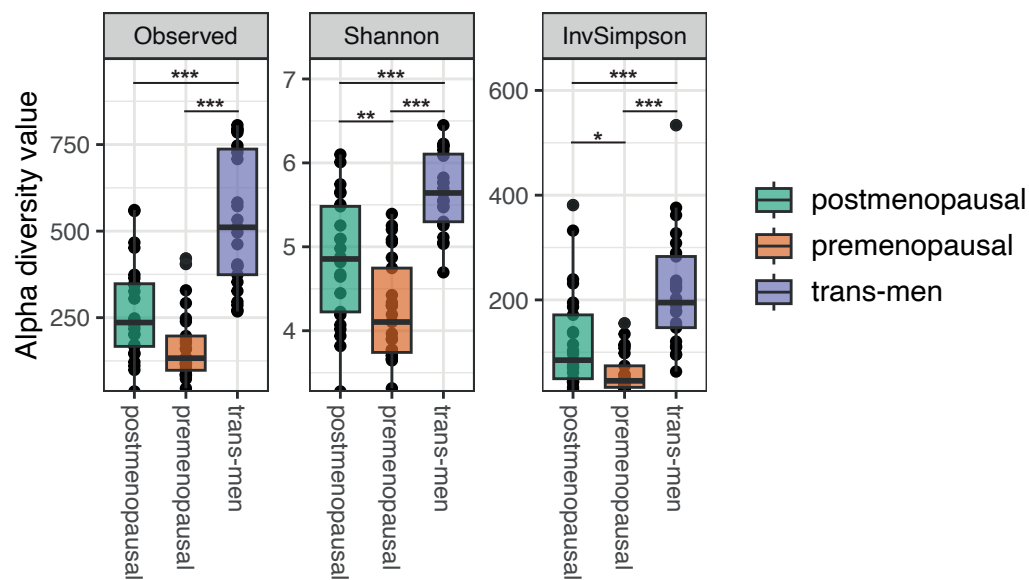 Observed
Shannon
InvSimpson
Alpha diversity value
750
500
250
***
***
7
6
5
4
***
**
***
600
400
200
***
***
*
postmenopausal
premenopausal
trans-men
postmenopausal
premenopausal
trans-men
postmenopausal
premenopausal
trans-men
postmenopausal
premenopausal
trans-men